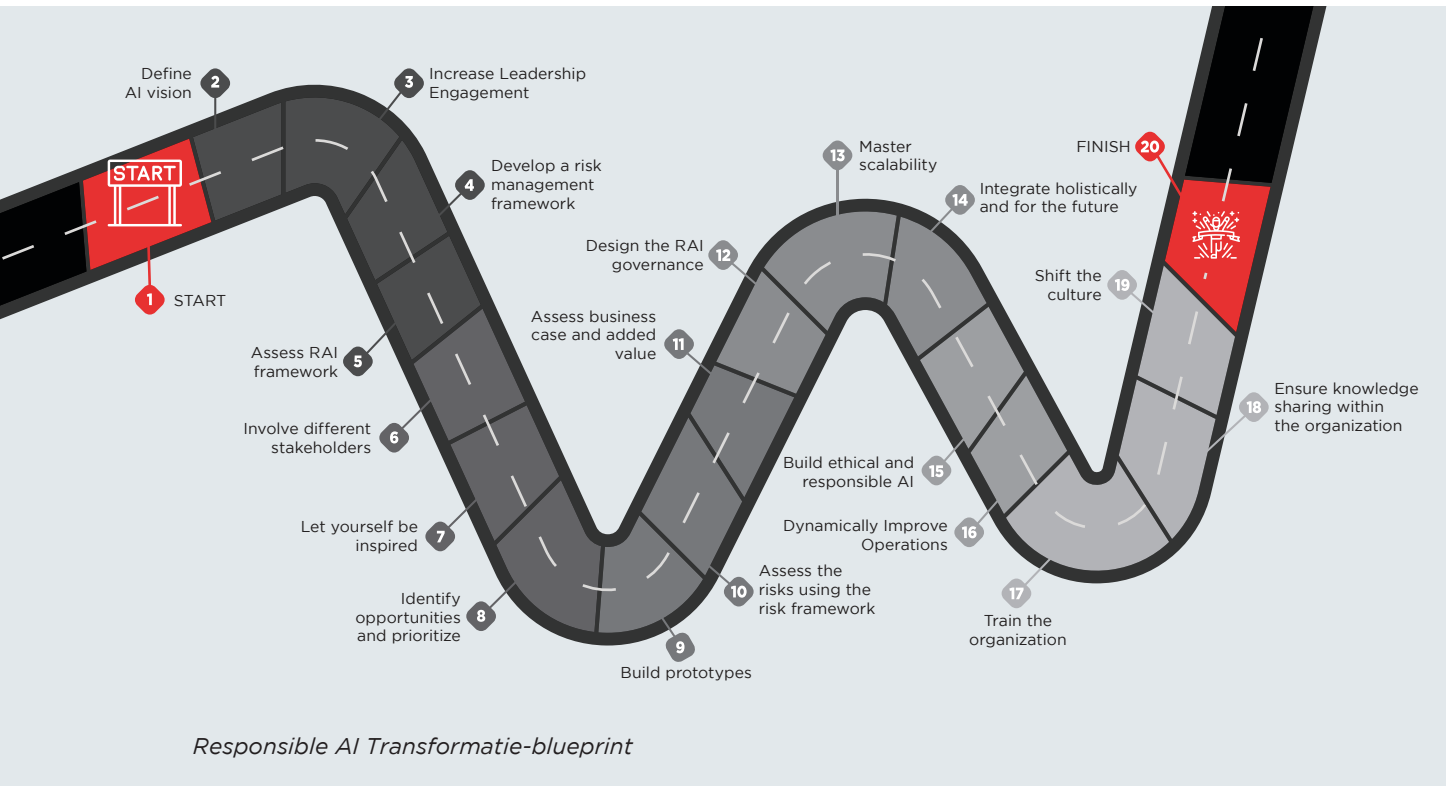 1
START
START
2
Define
AI vision
3
Increase Leadership
Engagement
4
Develop a risk
management
framework
5
Assess RAI
framework
6
Involve different
stakeholders
7
Let yourself be
inspired
8
Identify
opportunities
and prioritize
9
Build prototypes
10
Assess the
risks using the
risk framework
11
Assess business
case and added
value
12
Design the RAI
governance
13
Master
scalability
14
Integrate holistically
and for the future
15
Build ethical and
responsible AI
16
Dynamically Improve
Operations
17
Train the
organization
18
Ensure knowledge
sharing within
the organization
19
Shift the
culture
FINISH 20
Responsible AI Transformatie-blueprint